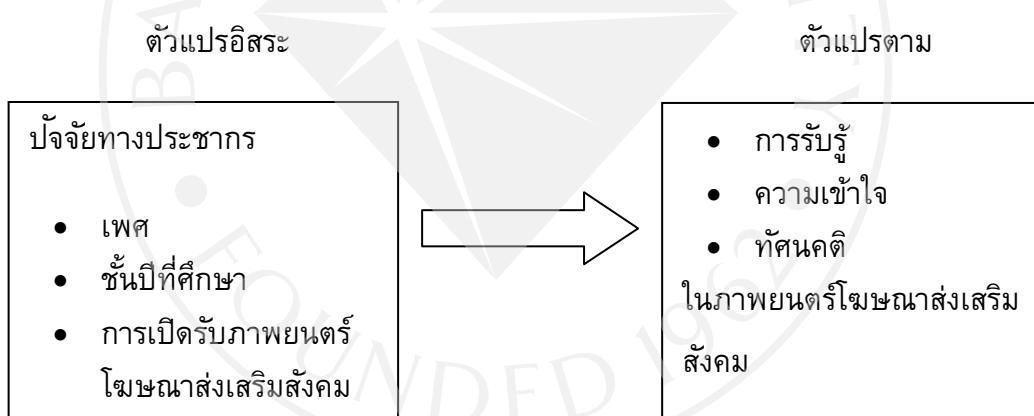 ตัวแปรอิสระ
ตัวแปรตาม
ปัจจัยทางประชากร
• เพศ
• ชั้นปีที่ศึกษา
• การเปิดรับภาพยนตร์
โฆษณาส่งเสริมสังคม
• การรับรู้
• ความเข้าใจ
• ทัศนคติ
ในภาพยนตร์โฆษณาส่งเสริม
สังคม
FOUNDED 1962